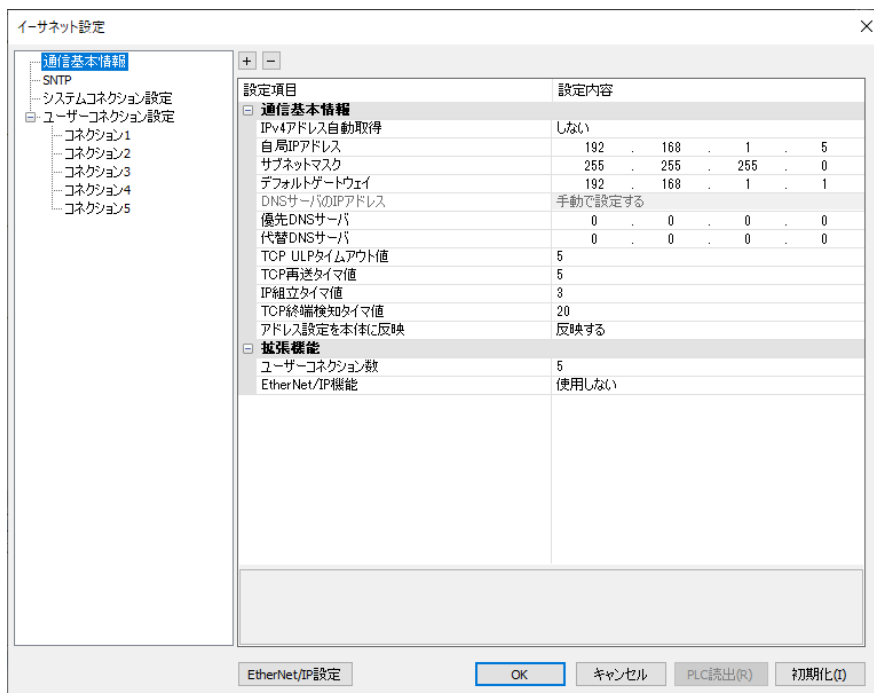 イーサネット設定
通信基本情報
SNTP
システムコネクション設定
ユーザーコネクション設定
コネクション1
コネクション2
コネクション3
コネクション4
コネクション5
設定項目 設定内容
通信基本情報
IPv4アドレス自動取得 しない
自局IPアドレス 192 . 168 . 1 . 5
サブネットマスク 255 . 255 . 255 . 0
デフォルトゲートウェイ 192 . 168 . 1 . 1
DNSサーバのIPアドレス 手動で設定する
優先DNSサーバ 0 . 0 . 0 . 0
代替DNSサーバ 0 . 0 . 0 . 0
TCP ULPタイムアウト値 5
TCP再送タイマ値 5
IP組立タイマ値 3
TCP終端検知タイマ値 20
アドレス設定を本体に反映 反映する
拡張機能
ユーザーコネクション数 5
EtherNet/IP機能 使用しない
EtherNet/IP設定 OK キャンセル PLC読出(R) 初期化(I)